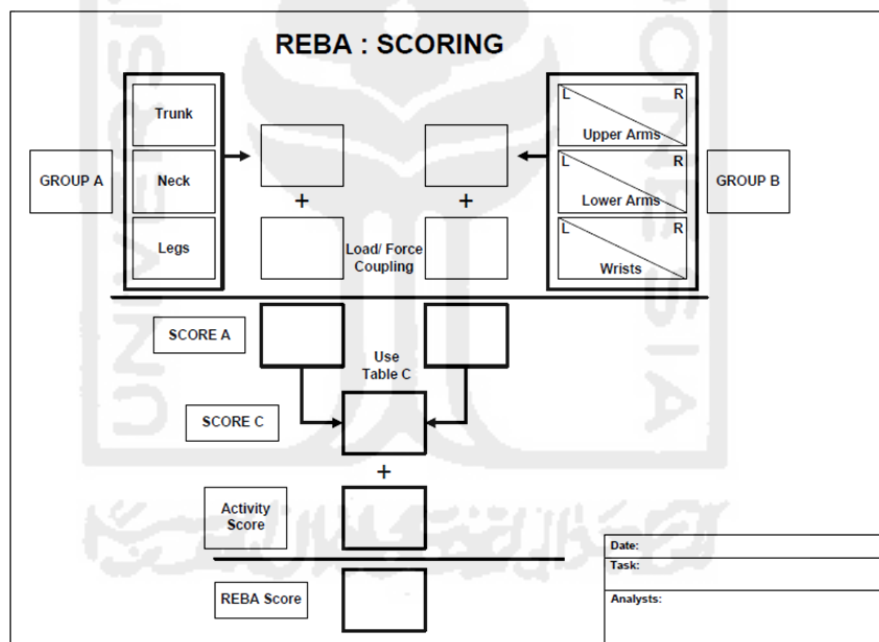 REBA : SCORING
GROUP A
Trunk
Neck
Legs
+
Load/ Force
Coupling
+
L R
Upper Arms
L R
Lower Arms
L R
Wrists
GROUP B
SCORE A
Use
Table C
SCORE C
+
Activity
Score
REBA Score
Date:
Task:
Analysts: